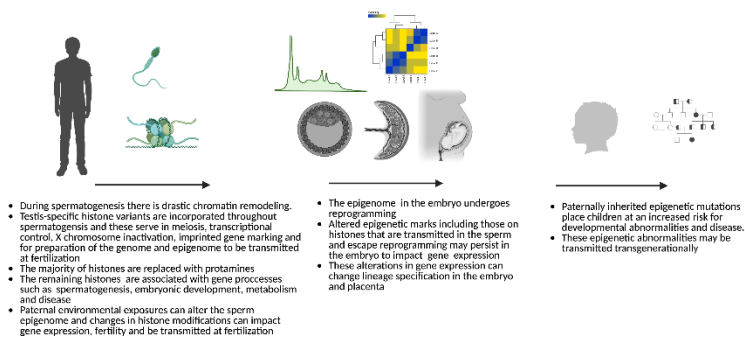 • During spermatogenesis there is drastic chromatin remodeling.
• Testis-specific histone variants are incorporated throughout
spermatognsis and these serve in meiosis, transcriptional
control, X chromosome inactivation, imprinted gene marking and
for preparation of the genome and epigenome to be transmitted
at fertilization
• The majority of histones are replaced with protamines
• The remaining histones are associated with gene proccesses
such as spermatogenesis, embryonic development, metabolism
and disease
• Paternal environmental exposures can alter the sperm
epigenome and changes in histone modifications can impact
gene expression, fertility and be transmitted at fertilization
• The epigenome in the embryo undergoes
reprogramming
• Altered epigenetic marks including those on
histones that are transmitted in the sperm
and escape reprogramming may persist in
the embryo to impact gene expression
• These alterations in gene expression can
change lineage specification in the embryo
and placenta
• Paternally inherited epigenetic mutations
place children at an increased risk for
developmental abnormalities and disease.
• These epigenetic abnormalities may be
transmitted transgenerationally